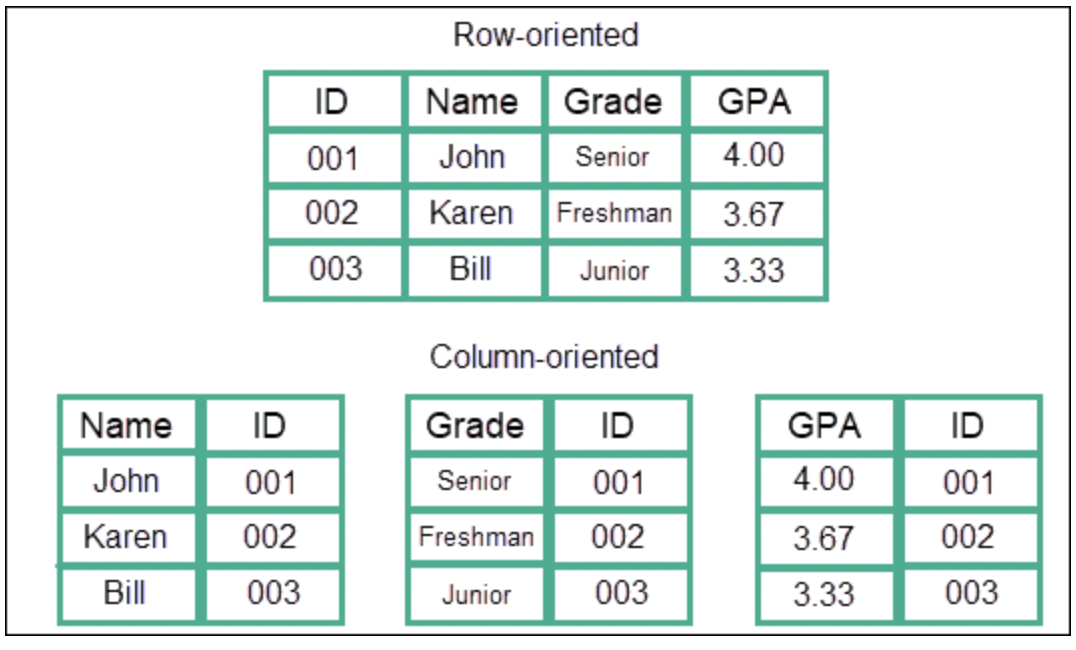 Row-oriented
ID Name Grade GPA
001 John Senior 4.00
002 Karen Freshman 3.67
003 Bill Junior 3.33
Column-oriented
Name ID Grade ID GPA ID
John 001 Senior 001 4.00 001
Karen 002 Freshman 002 3.67 002
Bill 003 Junior 003 3.33 003